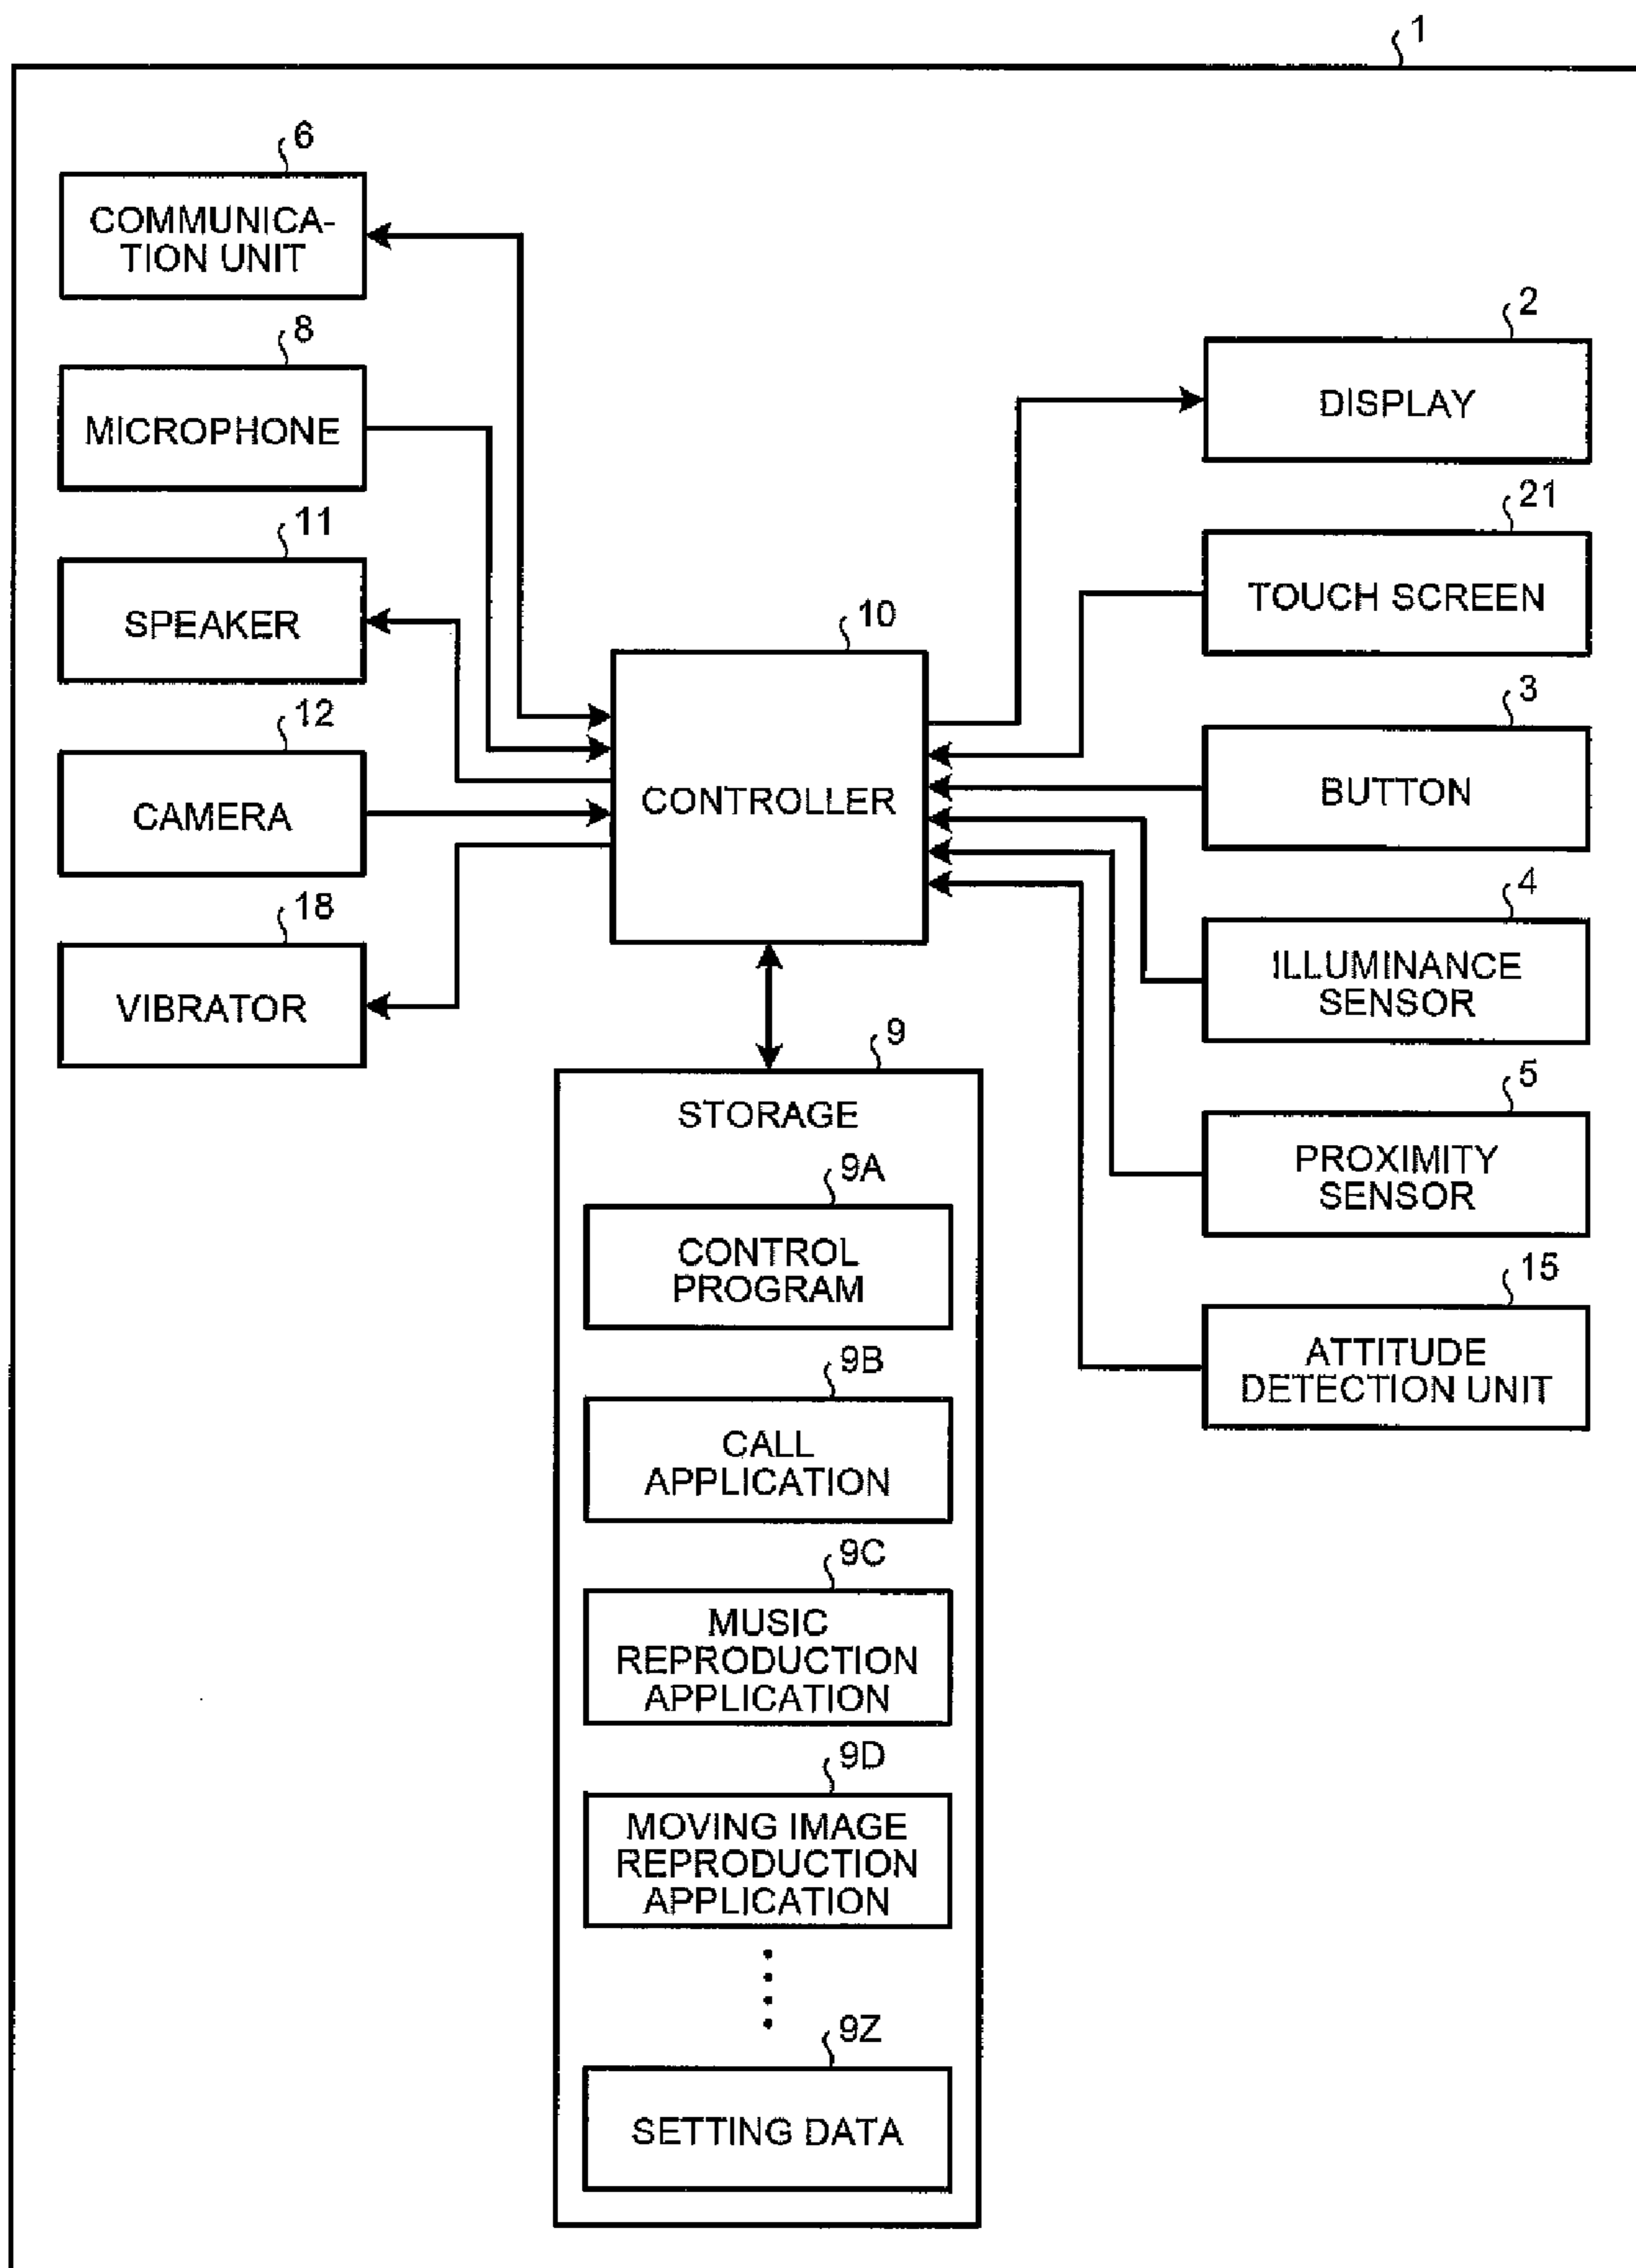 1
6
COMMUNICA-
TION UNIT
8
MICROPHONE
11
SPEAKER
12
CAMERA
18
VIBRATOR
10
CONTROLLER
2
DISPLAY
21
TOUCH SCREEN
3
BUTTON
4
ILLUMINANCE
SENSOR
5
PROXIMITY
SENSOR
15
ATTITUDE
DETECTION UNIT
9
STORAGE
9A
CONTROL
PROGRAM
9B
CALL
APPLICATION
9C
MUSIC
REPRODUCTION
APPLICATION
9D
MOVING IMAGE
REPRODUCTION
APPLICATION
9Z
SETTING DATA